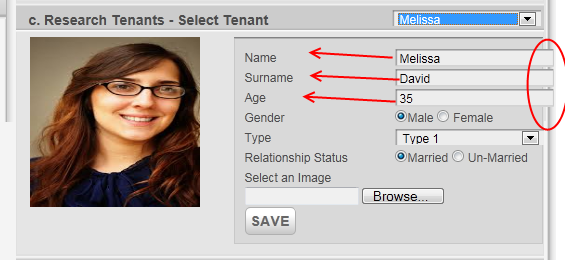 c. Research Tenants - Select Tenant Melissa
Name Melissa
Surname David
Age 35
Gender Male Female
Type Type 1
Relationship Status Married Un-Married
Select an Image
Browse...
SAVE